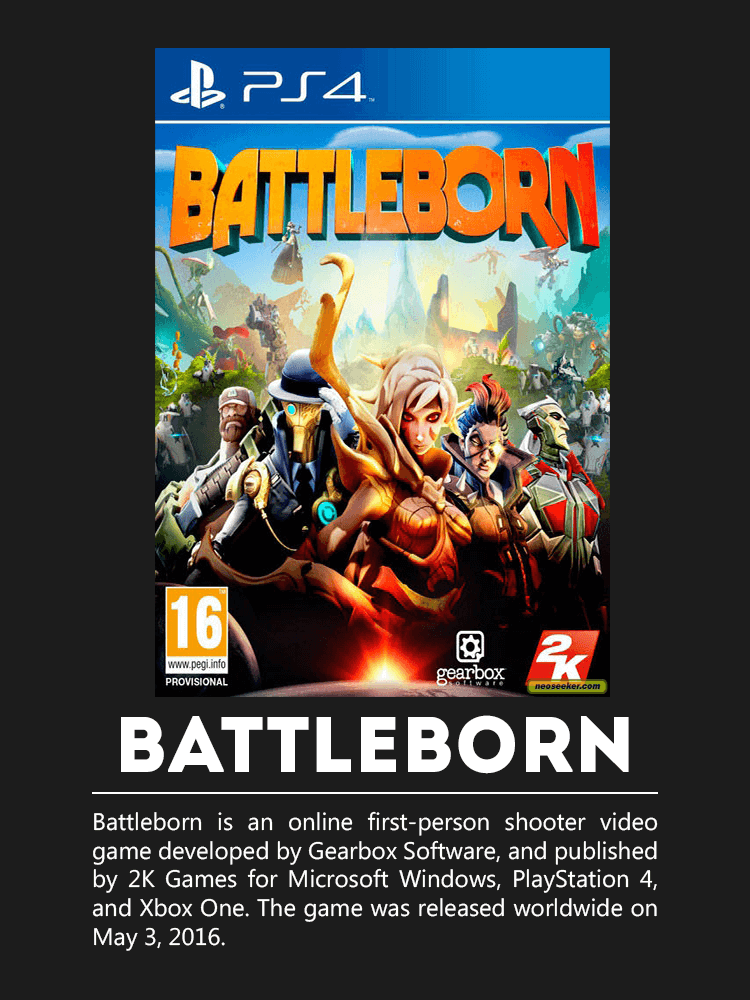 PS4
BATTLEBORN
16
www.pegi.info
PROVISIONAL
gearbox
software
2K
neoseeker.com
BATTLEBORN
Battleborn is an online first-person shooter video
game developed by Gearbox Software, and published
by 2K Games for Microsoft Windows, PlayStation 4,
and Xbox One. The game was released worldwide on
May 3, 2016.